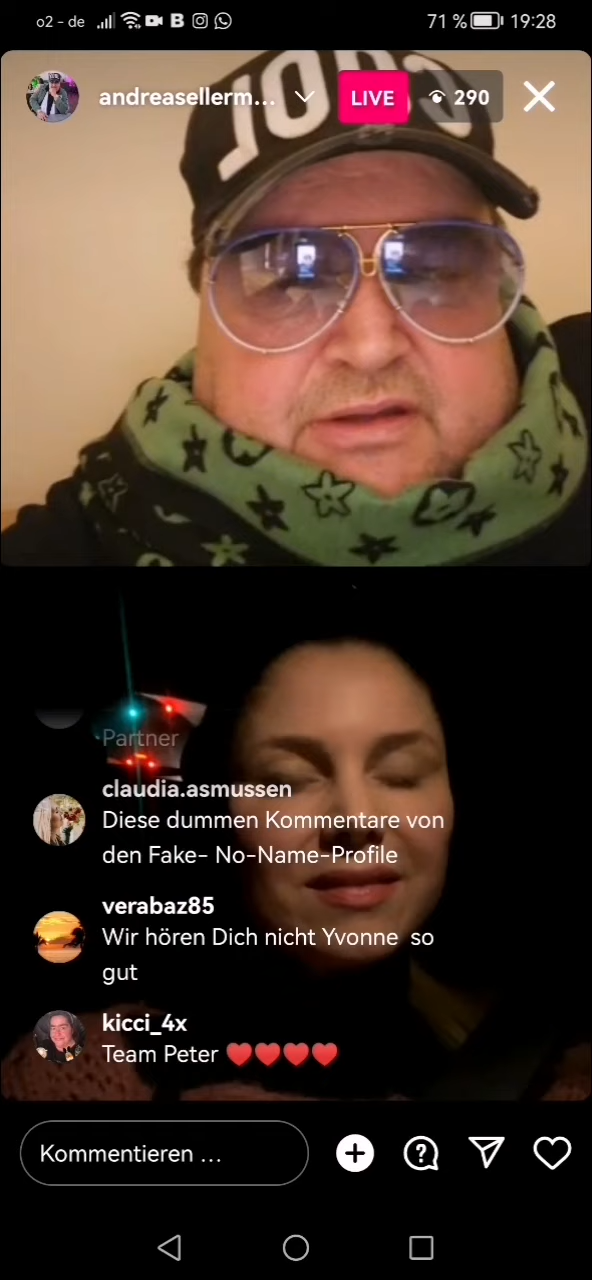 o2 - de B 71 % 19:28
andreasellerm... LIVE 290
Partner
claudia.asmussen
Diese dummen Kommentare von
den Fake- No-Name-Profile
verabaz85
Wir hören Dich nicht Yvonne so
gut
kicci_4x
Team Peter ❤️❤️❤️❤️
Kommentieren ...